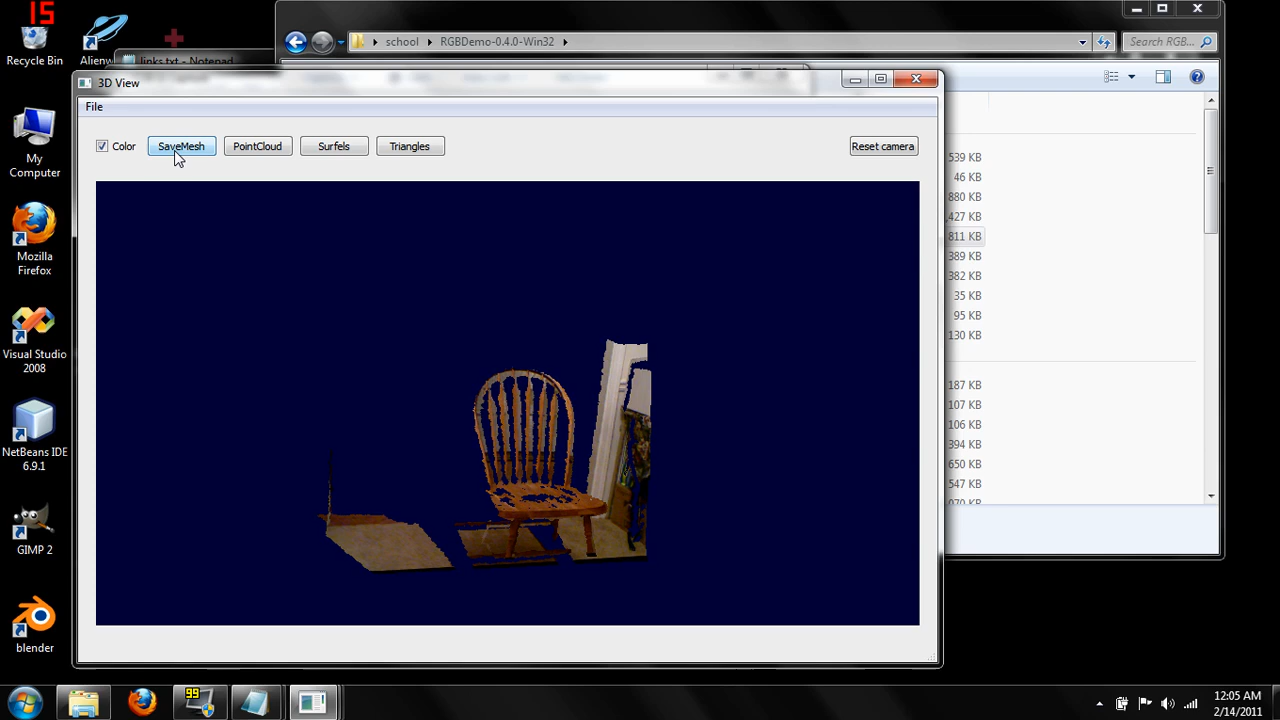 15
Recycle Bin
Alienw
links.txt - Notepad
school
RGBDemo-0.4.0-Win32
Search RGB...
3D View
File
Color
SaveMesh
PointCloud
Surfels
Triangles
Reset camera
My
Computer
Mozilla
Firefox
Visual Studio
2008
NetBeans IDE
6.9.1
GIMP 2
blender
539 KB
46 KB
880 KB
,427 KB
811 KB
389 KB
382 KB
35 KB
95 KB
130 KB
187 KB
107 KB
106 KB
394 KB
650 KB
547 KB
970 KB
99
12:05 AM
2/14/2011